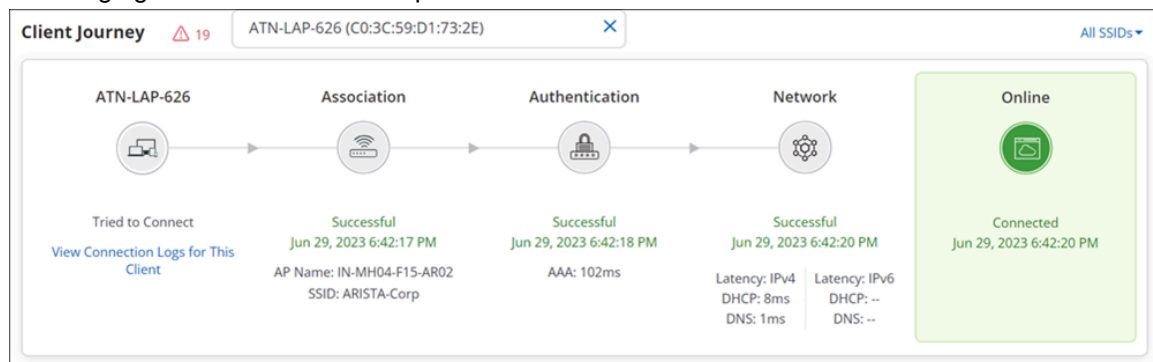 Client Journey 19 ATN-LAP-626 (C0:3C:59:D1:73:2E) All SSIDs
ATN-LAP-626
Tried to Connect
View Connection Logs for This
Client
Association
Successful
Jun 29, 2023 6:42:17 PM
AP Name: IN-MH04-F15-AR02
SSID: ARISTA-Corp
Authentication
Successful
Jun 29, 2023 6:42:18 PM
AAA: 102ms
Network
Successful
Jun 29, 2023 6:42:20 PM
Latency: IPv4
DHCP: 8ms
DNS: 1ms
Latency: IPv6
DHCP: --
DNS: --
Online
Connected
Jun 29, 2023 6:42:20 PM